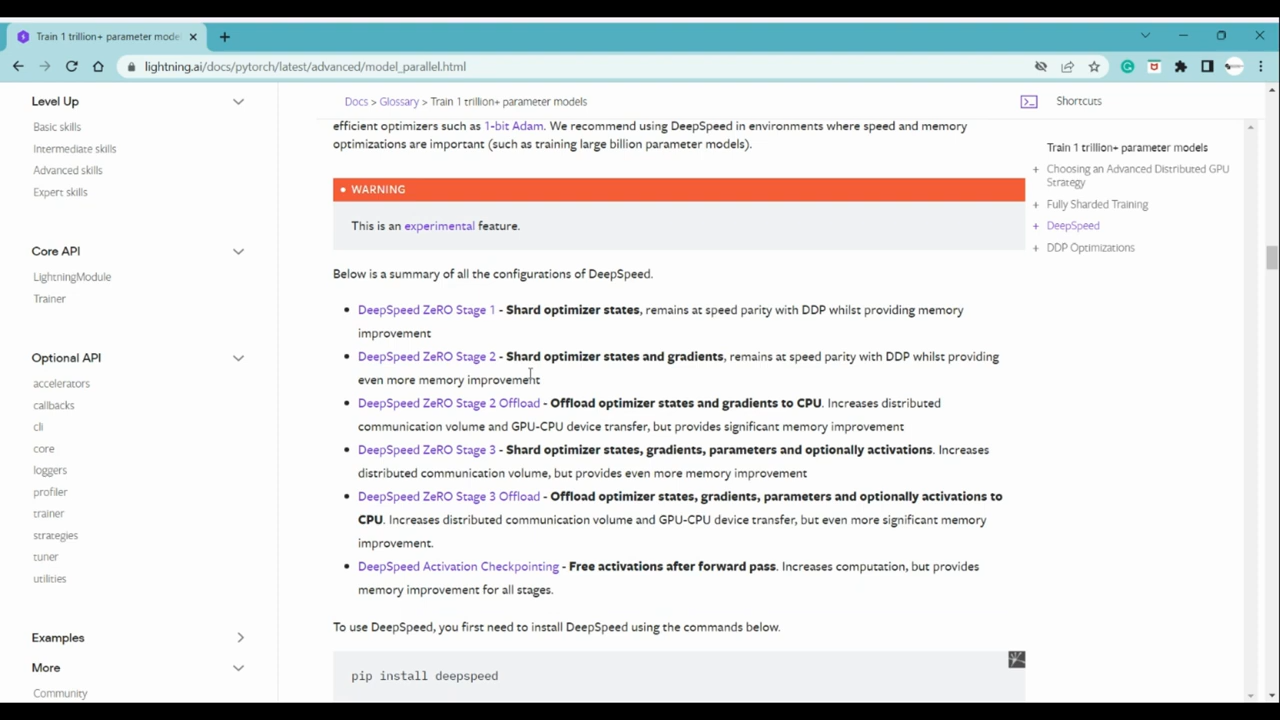 Train 1 trillion+ parameter mode
lightning.ai/docs/pytorch/latest/advanced/model_parallel.html
Level Up
Basic skills
Intermediate skills
Advanced skills
Expert skills
Core API
LightningModule
Trainer
Optional API
accelerators
callbacks
cli
core
loggers
profiler
trainer
strategies
tuner
utilities
Examples
More
Community
Docs > Glossary > Train 1 trillion+ parameter models
Shortcuts
efficient optimizers such as 1-bit Adam. We recommend using DeepSpeed in environments where speed and memory
optimizations are important (such as training large billion parameter models).
WARNING
This is an experimental feature.
Below is a summary of all the configurations of DeepSpeed.
• DeepSpeed ZeRO Stage 1 - Shard optimizer states, remains at speed parity with DDP whilst providing memory
improvement
• DeepSpeed ZeRO Stage 2 - Shard optimizer states and gradients, remains at speed parity with DDP whilst providing
even more memory improvement
• DeepSpeed ZeRO Stage 2 Offload - Offload optimizer states and gradients to CPU. Increases distributed
communication volume and GPU-CPU device transfer, but provides significant memory improvement
• DeepSpeed ZeRO Stage 3 - Shard optimizer states, gradients, parameters and optionally activations. Increases
distributed communication volume, but provides even more memory improvement
• DeepSpeed ZeRO Stage 3 Offload - Offload optimizer states, gradients, parameters and optionally activations to
CPU. Increases distributed communication volume and GPU-CPU device transfer, but even more significant memory
improvement.
• DeepSpeed Activation Checkpointing - Free activations after forward pass. Increases computation, but provides
memory improvement for all stages.
To use DeepSpeed, you first need to install DeepSpeed using the commands below.
pip install deepspeed
Train 1 trillion+ parameter models
+ Choosing an Advanced Distributed GPU
Strategy
+ Fully Sharded Training
+ DeepSpeed
+ DDP Optimizations